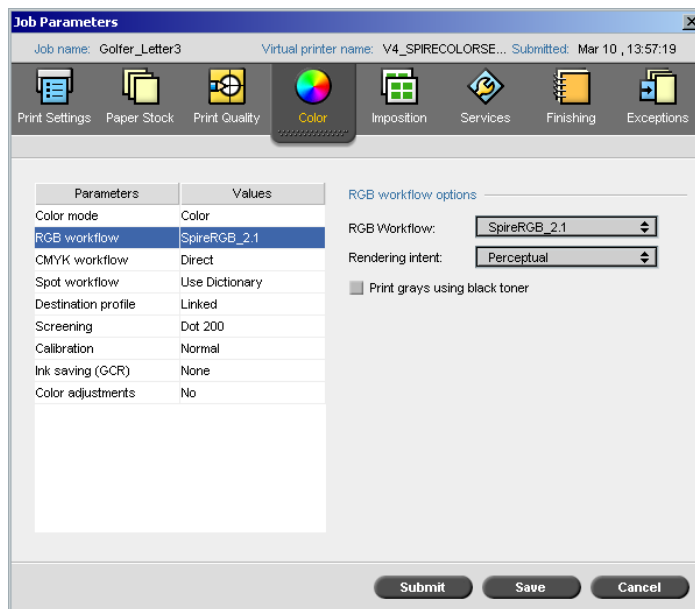 Job Parameters
Job name: Golfer_Letter3 Virtual printer name: V4_SPIRECOLORSE... Submitted: Mar 10 , 13:57:19
Print Settings Paper Stock Print Quality Color Imposition Services Finishing Exceptions
Parameters Values
Color mode Color
RGB workflow SpireRGB_2.1
CMYK workflow Direct
Spot workflow Use Dictionary
Destination profile Linked
Screening Dot 200
Calibration Normal
Ink saving (GCR) None
Color adjustments No
RGB workflow options
RGB Workflow: SpireRGB_2.1
Rendering intent: Perceptual
Print grays using black toner
Submit Save Cancel